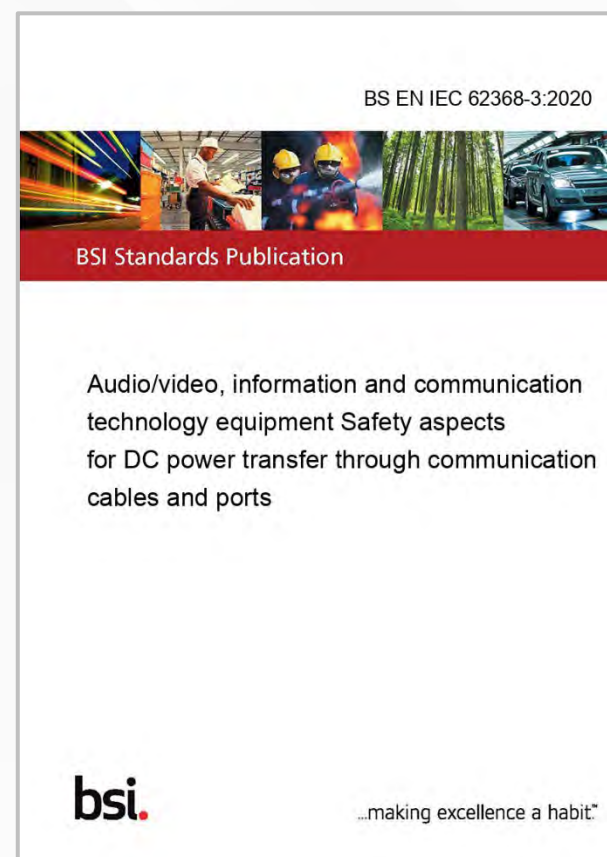 BS EN IEC 62368-3:2020
BSI Standards Publication
Audio/video, information and communication
technology equipment Safety aspects
for DC power transfer through communication
cables and ports
bsi.
...making excellence a habit.™